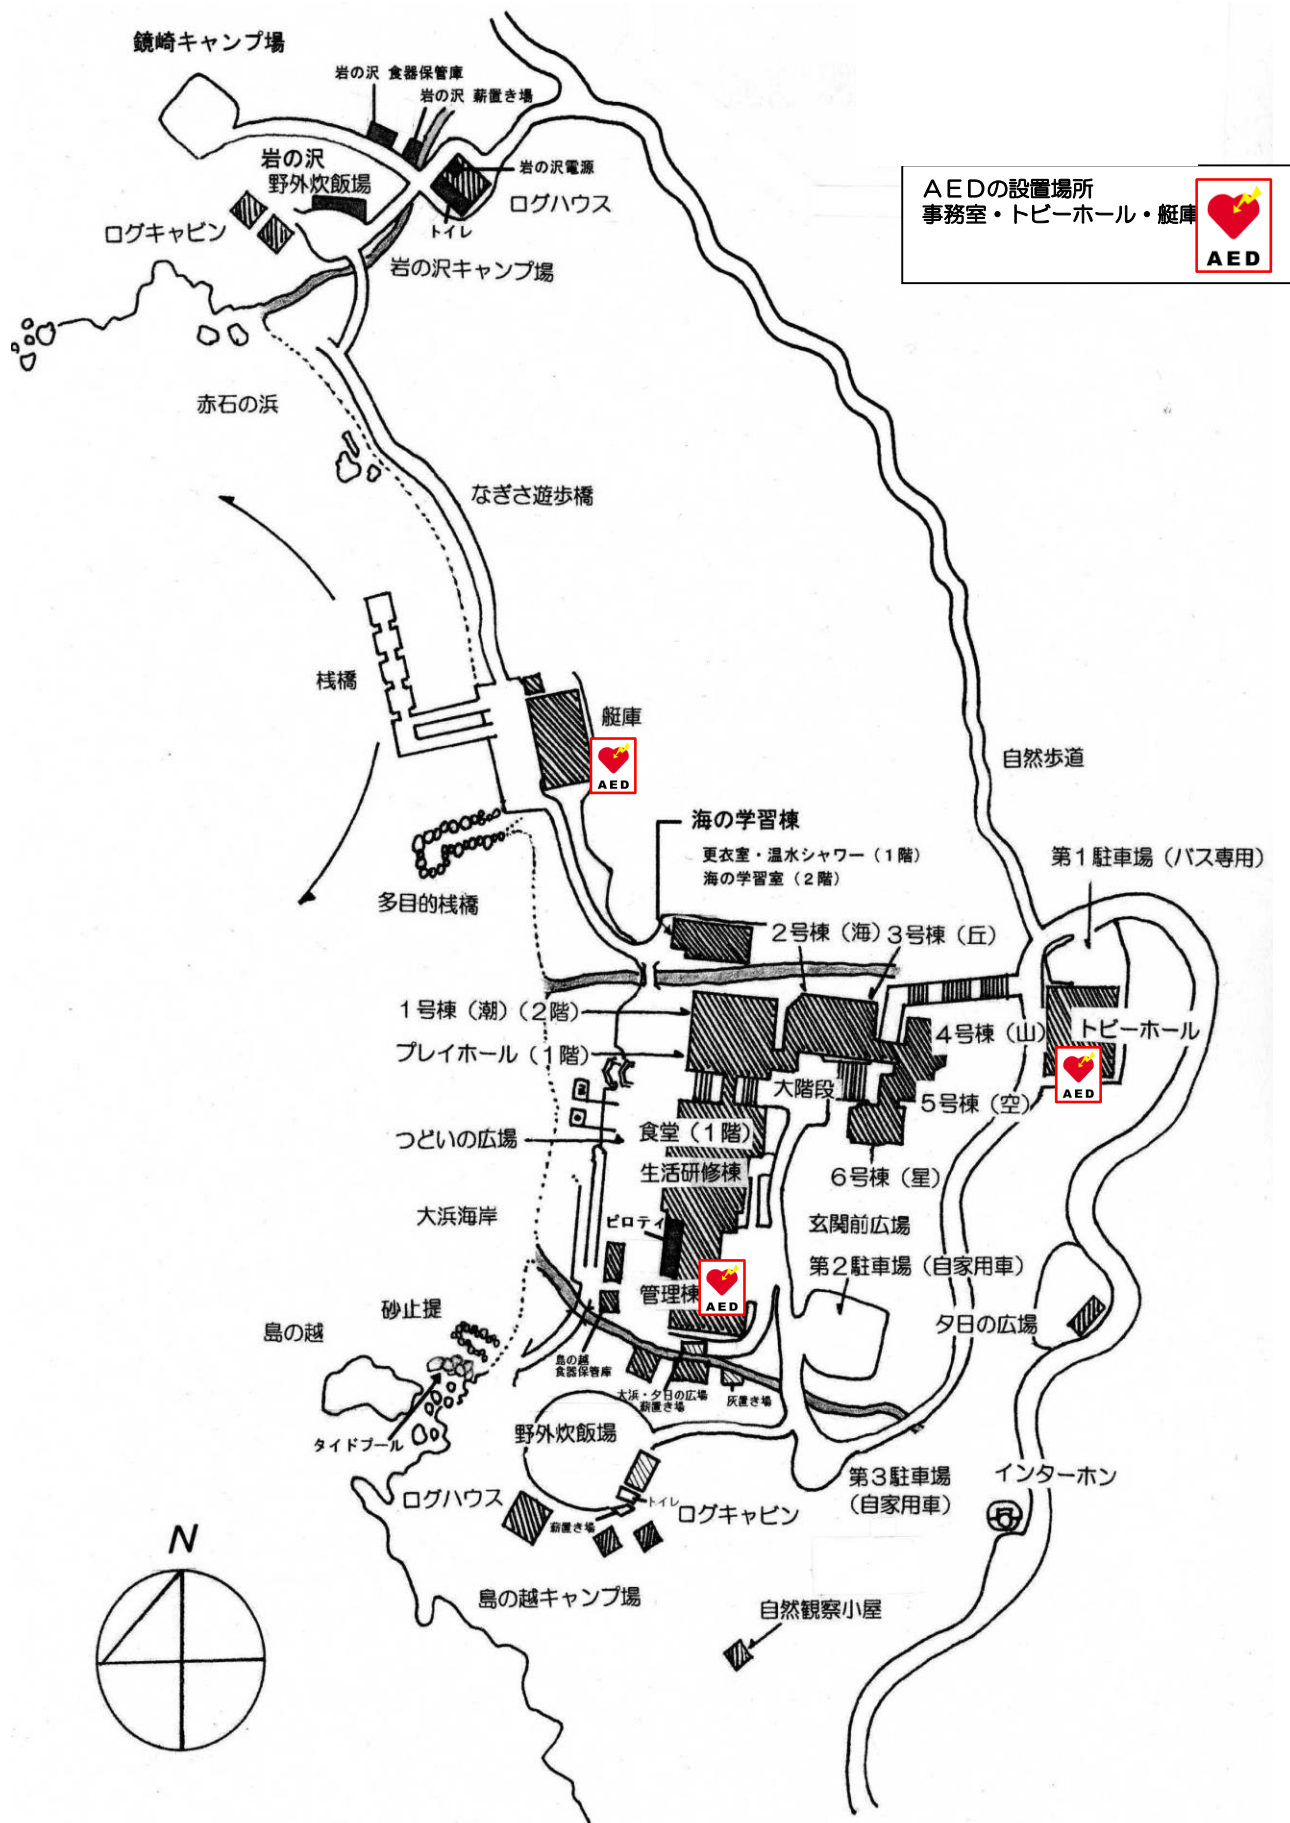 鏡崎キャンプ場
岩の沢 食器保管庫
岩の沢 薪置き場
岩の沢
野外炊飯場
岩の沢電源
ログハウス
ログキャビン
トイレ
岩の沢キャンプ場
AEDの設置場所
事務室・トビーホール・艇庫
AED
赤石の浜
なぎさ遊歩橋
桟橋
艇庫
AED
自然歩道
海の学習棟
更衣室・温水シャワー（1階）
海の学習室（2階）
第1駐車場（バス専用）
多目的桟橋
2号棟（海）
3号棟（丘）
1号棟（潮）（2階）
プレイホール（1階）
4号棟（山）
トビーホール
AED
大階段
5号棟（空）
つどいの広場
食堂（1階）
生活研修棟
6号棟（星）
大浜海岸
ピロティ
玄関前広場
第2駐車場（自家用車）
管理棟
AED
夕日の広場
砂止提
島の越
島の越
食器保管庫
大浜・夕日の広場
薪置き場
灰置き場
タイドプール
野外炊飯場
第3駐車場
（自家用車）
インターホン
ログハウス
トイレ
薪置き場
ログキャビン
N
島の越キャンプ場
自然観察小屋